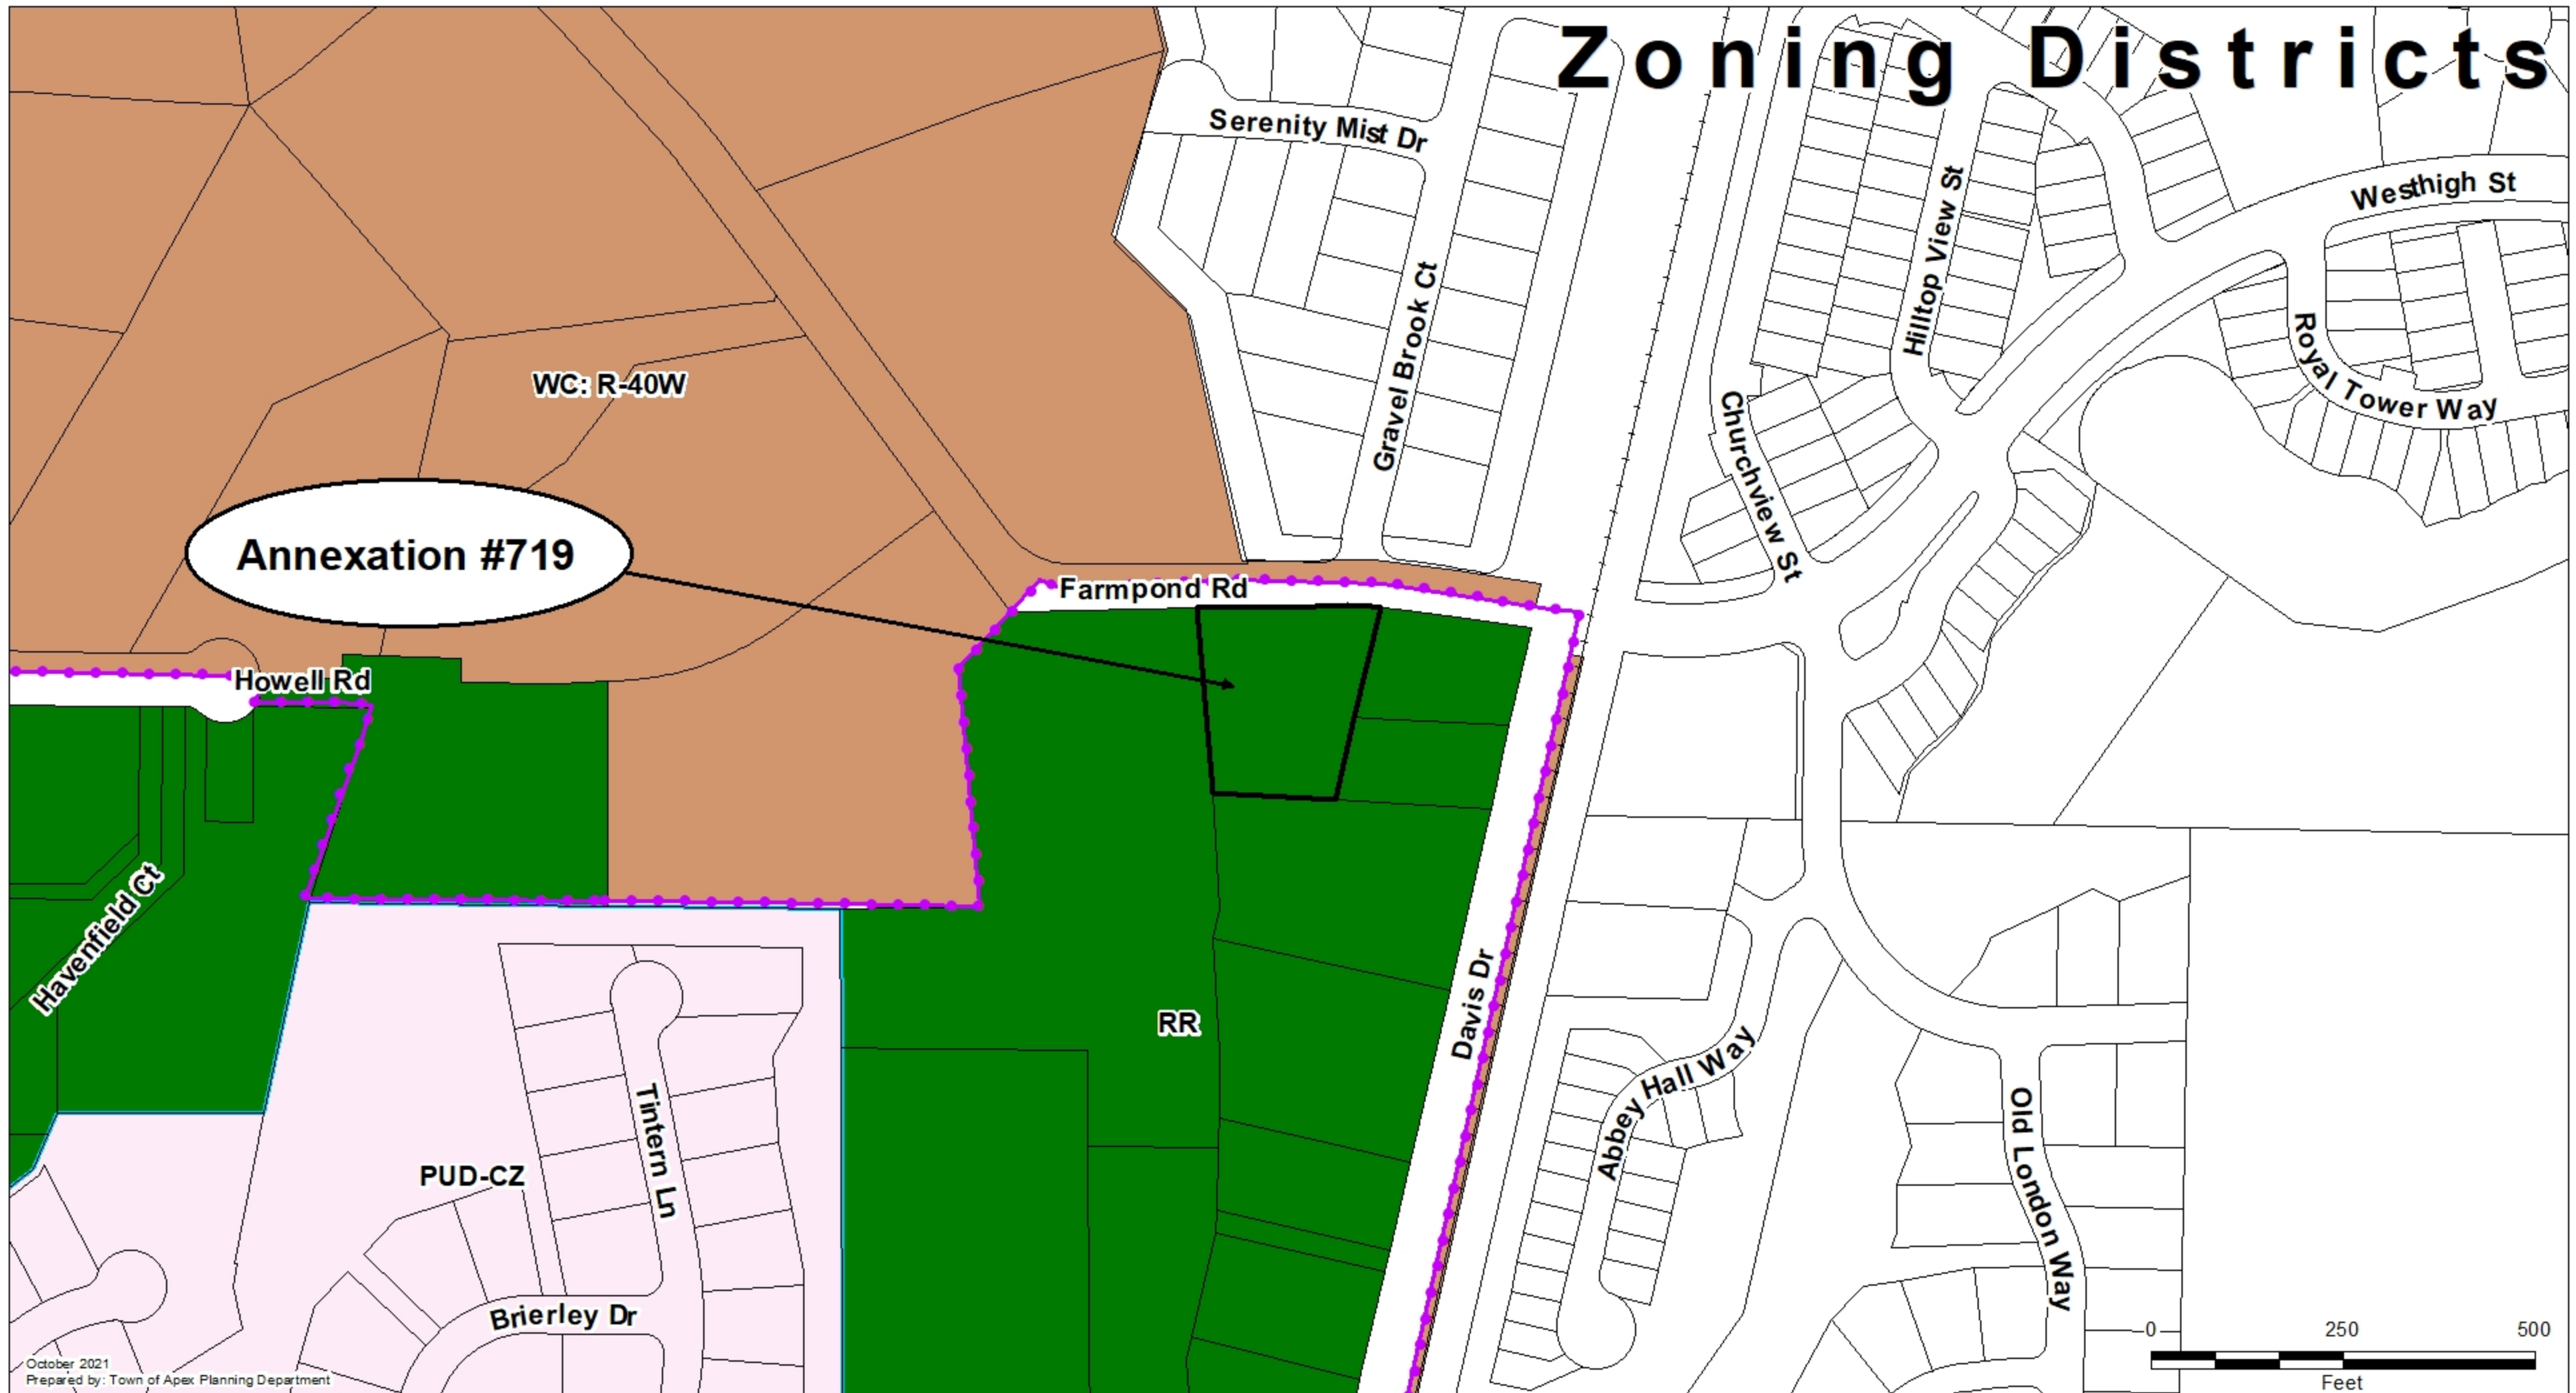 Zoning Districts
Serenity Mist Dr
Westhigh St
Hilltop View St
Gravel Brook Ct
Royal Tower Way
WC: R-40W
Churchview St
Annexation #719
Farmpond Rd
Howell Rd
Havenfield Ct
Davis Dr
RR
Abbey Hall Way
Tintern Ln
Old London Way
PUD-CZ
Brierley Dr
0 250 500
Feet
October 2021
Prepared by: Town of Apex Planning Department